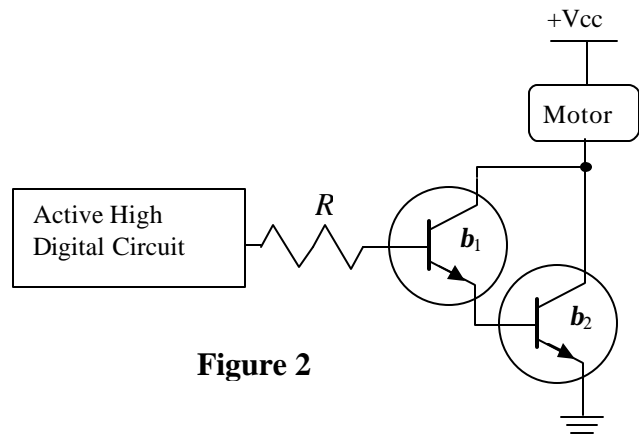 +Vcc
Motor
Active High
Digital Circuit
R
b1
b2
Figure 2